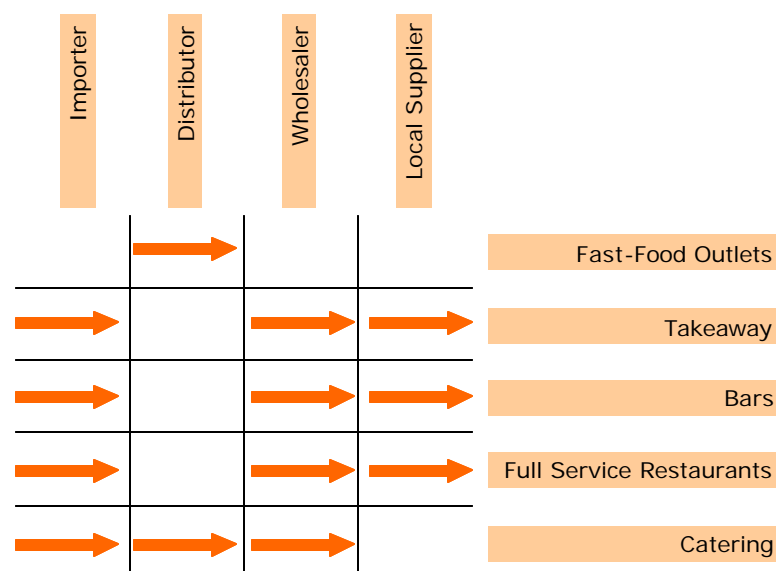 Importer
Distributor
Wholesaler
Local Supplier
Fast-Food Outlets
Takeaway
Bars
Full Service Restaurants
Catering